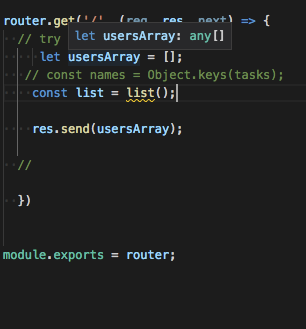 router.get('/', (req, res, next) => {
// try
let usersArray: any[]
let usersArray = [];
// const names = Object.keys(tasks);
const list = list();
res.send(usersArray);
//
})
module.exports = router;